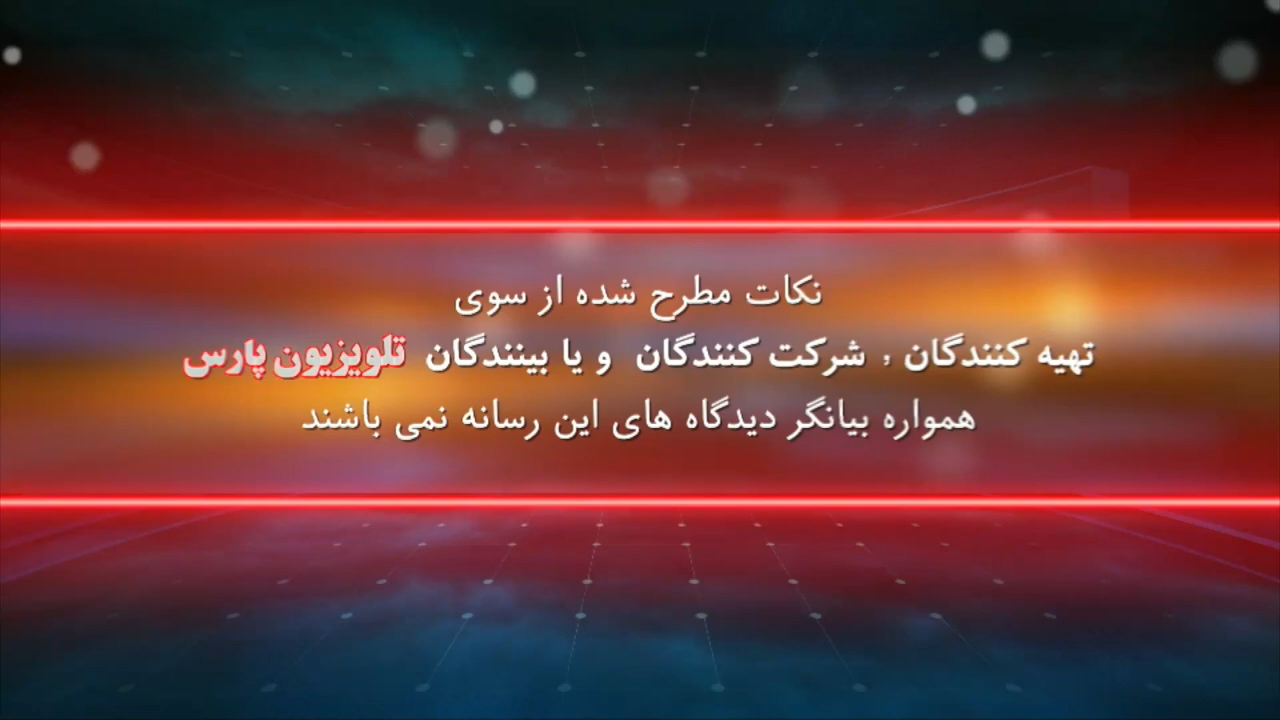 نکات مطرح شده از سوی
تهیه کنندگان , شرکت کنندگان و یا بینندگان تلویزیون پارس
همواره بیانگر دیدگاه های این رسانه نمی باشند